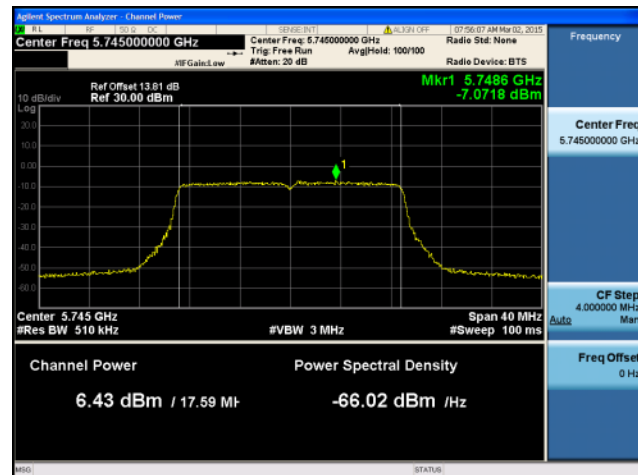 Agilent Spectrum Analyzer - Channel Power
RL RF 50 Ω DC SENSE:INT ALIGN OFF 07:56:07 AM Mar 02, 2015
Center Freq 5.745000000 GHz
Center Freq: 5.745000000 GHz
Radio Std: None
Trig: Free Run Avg|Hold: 100/100
#IFGain:Low #Atten: 20 dB Radio Device: BTS
Frequency
Ref Offset 13.81 dB
Mkr1 5.7486 GHz
10 dB/div Ref 30.00 dBm -7.0718 dBm
Log
20.0
10.0
0.00
1
-10.0
-20.0
-30.0
-40.0
-50.0
-60.0
Center 5.745 GHz Span 40 MHz
#Res BW 510 kHz #VBW 3 MHz #Sweep 100 ms
Center Freq
5.745000000 GHz
CF Step
4.000000 MHz
Auto Man
Freq Offset
0 Hz
Channel Power Power Spectral Density
6.43 dBm / 17.59 MH -66.02 dBm /Hz
MSG STATUS